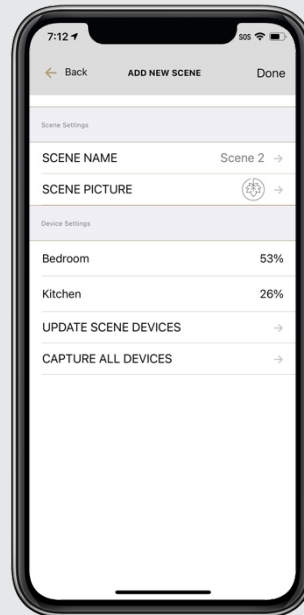 7:12 SOS
← Back ADD NEW SCENE Done
Scene Settings
SCENE NAME Scene 2 →
SCENE PICTURE →
Device Settings
Bedroom 53%
Kitchen 26%
UPDATE SCENE DEVICES →
CAPTURE ALL DEVICES →